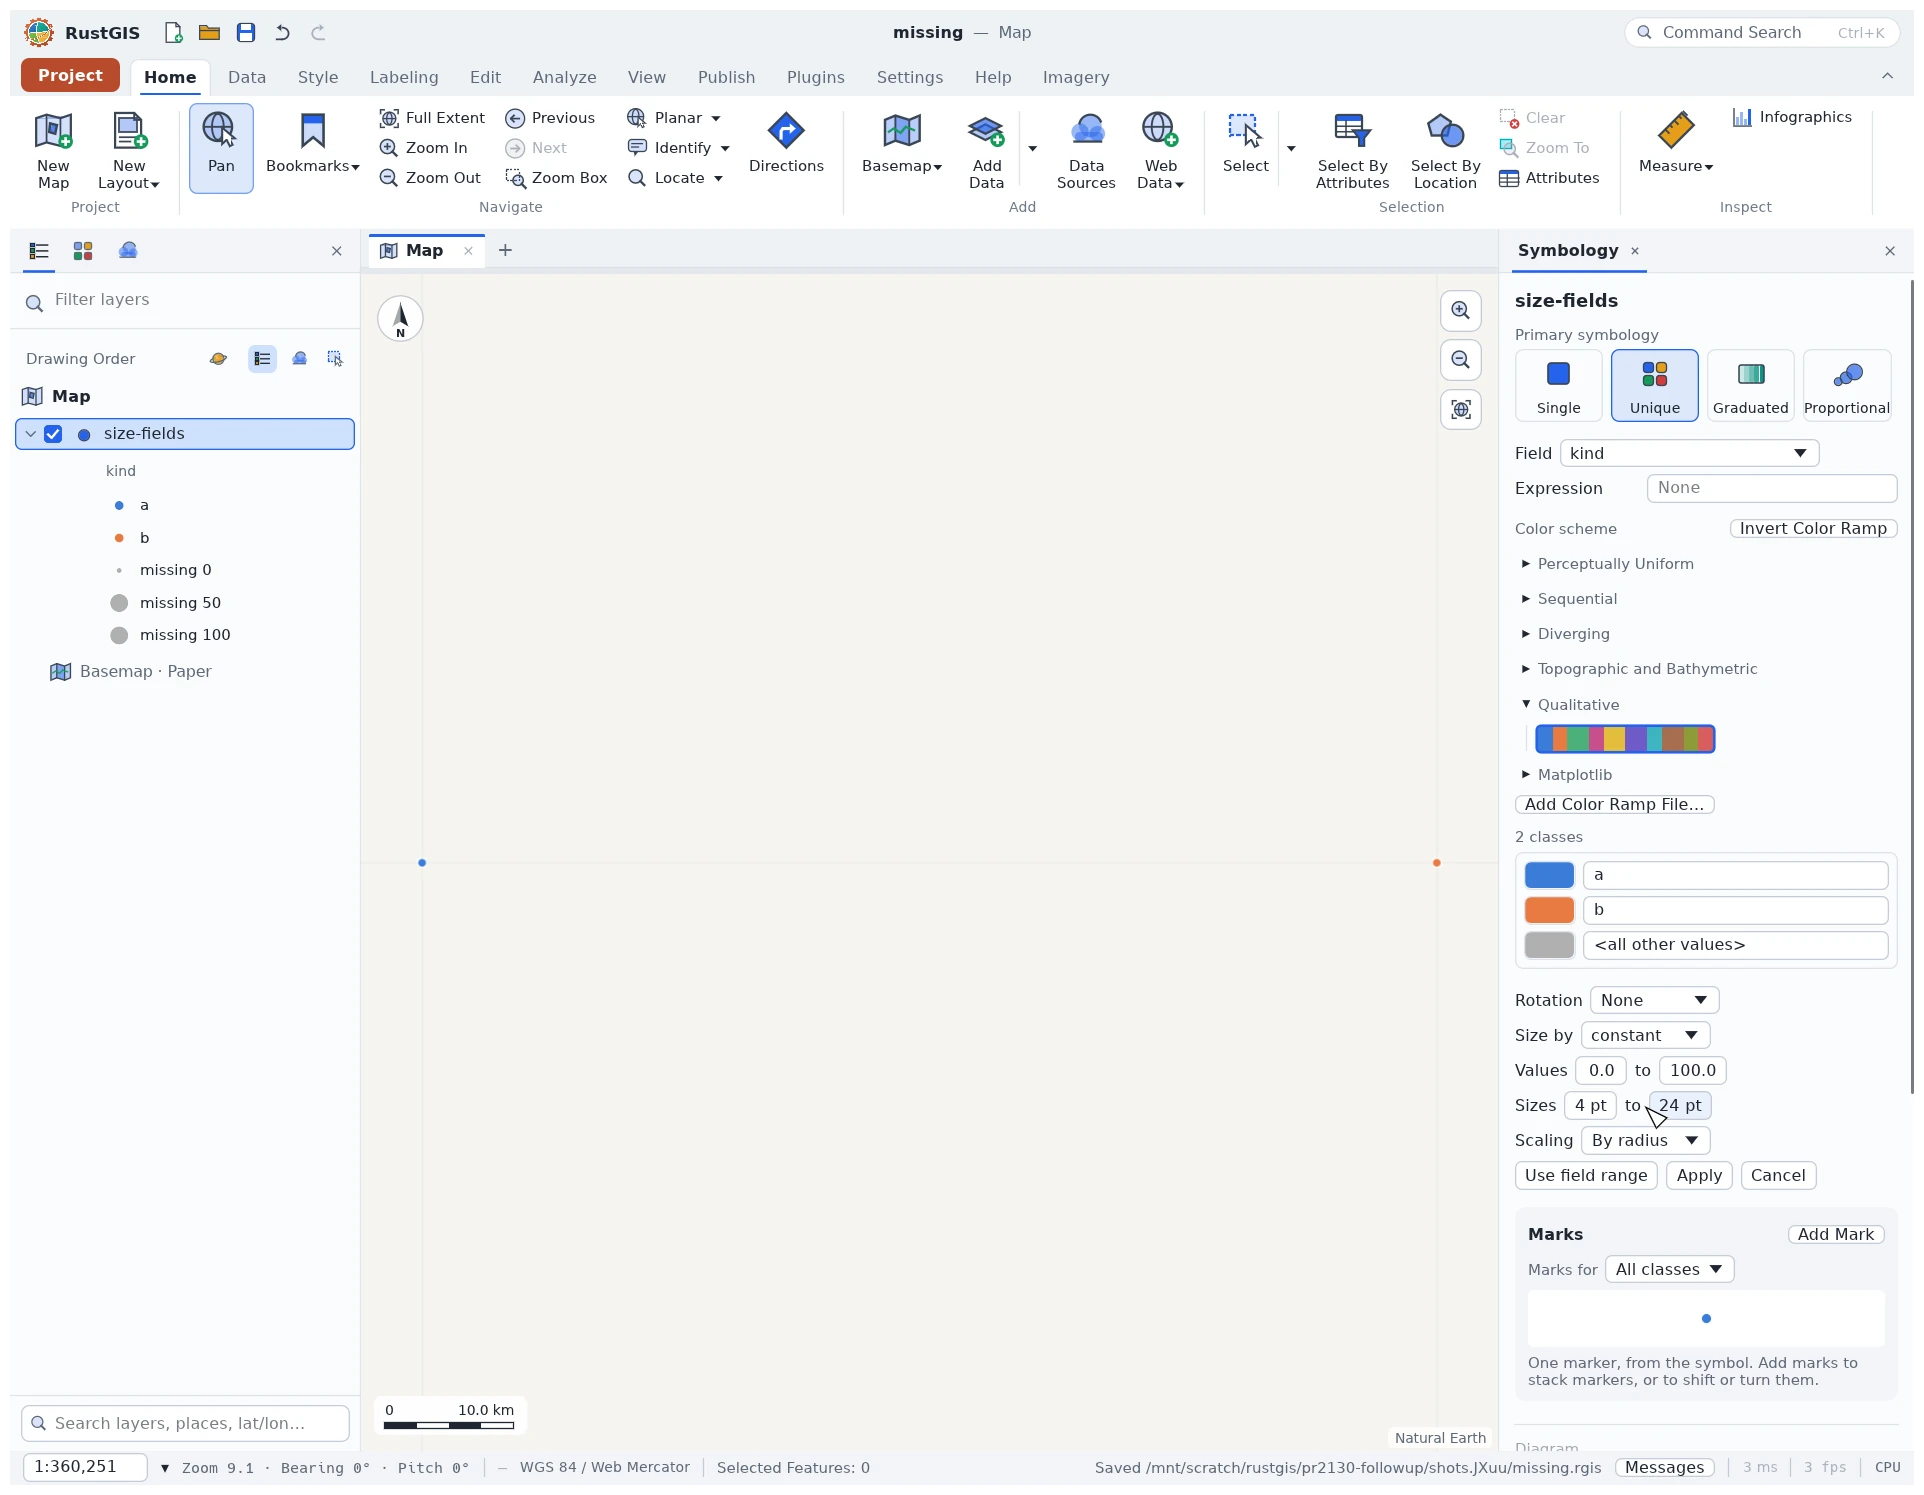 RustGIS
missing — Map
Command Search Ctrl+K
Project Home Data Style Labeling Edit Analyze View Publish Plugins Settings Help Imagery
New Map
New Layout
Project
Pan
Bookmarks
Full Extent
Zoom In
Zoom Out
Previous
Next
Zoom Box
Planar
Identify
Locate
Directions
Navigate
Basemap
Add Data
Data Sources
Web Data
Add
Select
Select By Attributes
Select By Location
Clear
Zoom To
Attributes
Selection
Measure
Infographics
Inspect
Filter layers
Drawing Order
Map
size-fields
kind
a
b
missing 0
missing 50
missing 100
Basemap · Paper
Search layers, places, lat/lon...
Map
N
0 10.0 km
Natural Earth
Symbology
size-fields
Primary symbology
Single Unique Graduated Proportional
Field kind
Expression None
Color scheme Invert Color Ramp
Perceptually Uniform
Sequential
Diverging
Topographic and Bathymetric
Qualitative
Matplotlib
Add Color Ramp File...
2 classes
a
b
<all other values>
Rotation None
Size by constant
Values 0.0 to 100.0
Sizes 4 pt to 24 pt
Scaling By radius
Use field range Apply Cancel
Marks Add Mark
Marks for All classes
One marker, from the symbol. Add marks to
stack markers, or to shift or turn them.
Diagram
1:360,251 Zoom 9.1 · Bearing 0° · Pitch 0° — WGS 84 / Web Mercator Selected Features: 0 Saved /mnt/scratch/rustgis/pr2130-followup/shots.JXuu/missing.rgis Messages 3 ms 3 fps CPU